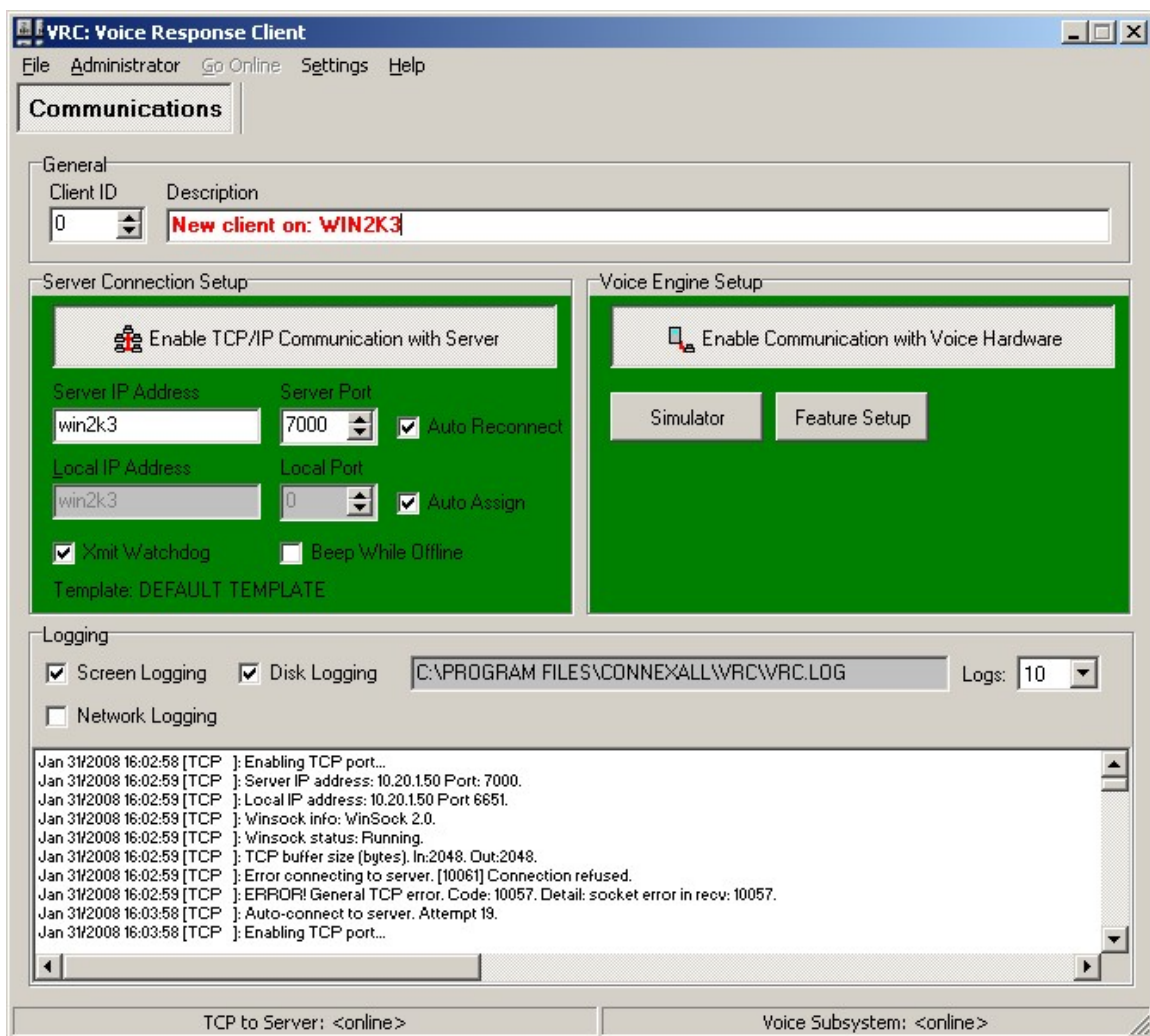 VRC: Voice Response Client
File Administrator Go Online Settings Help
Communications
General
Client ID Description
0 New client on: WIN2K3
Server Connection Setup Voice Engine Setup
Enable TCP/IP Communication with Server Enable Communication with Voice Hardware
Server IP Address Server Port
win2k3 7000 Auto Reconnect Simulator Feature Setup
Local IP Address Local Port
win2k3 0 Auto Assign
Xmit Watchdog Beep While Offline
Template: DEFAULT TEMPLATE
Logging
Screen Logging Disk Logging C:\PROGRAM FILES\CONNEXALL\VRC\VRC.LOG Logs: 10
Network Logging
Jan 31/2008 16:02:58 [TCP ]: Enabling TCP port...
Jan 31/2008 16:02:59 [TCP ]: Server IP address: 10.20.1.50 Port: 7000.
Jan 31/2008 16:02:59 [TCP ]: Local IP address: 10.20.1.50 Port 6651.
Jan 31/2008 16:02:59 [TCP ]: Winsock info: WinSock 2.0.
Jan 31/2008 16:02:59 [TCP ]: Winsock status: Running.
Jan 31/2008 16:02:59 [TCP ]: TCP buffer size (bytes). In:2048. Out:2048.
Jan 31/2008 16:02:59 [TCP ]: Error connecting to server. [10061] Connection refused.
Jan 31/2008 16:02:59 [TCP ]: ERROR! General TCP error. Code: 10057. Detail: socket error in recv: 10057.
Jan 31/2008 16:03:58 [TCP ]: Auto-connect to server. Attempt 19.
Jan 31/2008 16:03:58 [TCP ]: Enabling TCP port...
TCP to Server: <online> Voice Subsystem: <online>